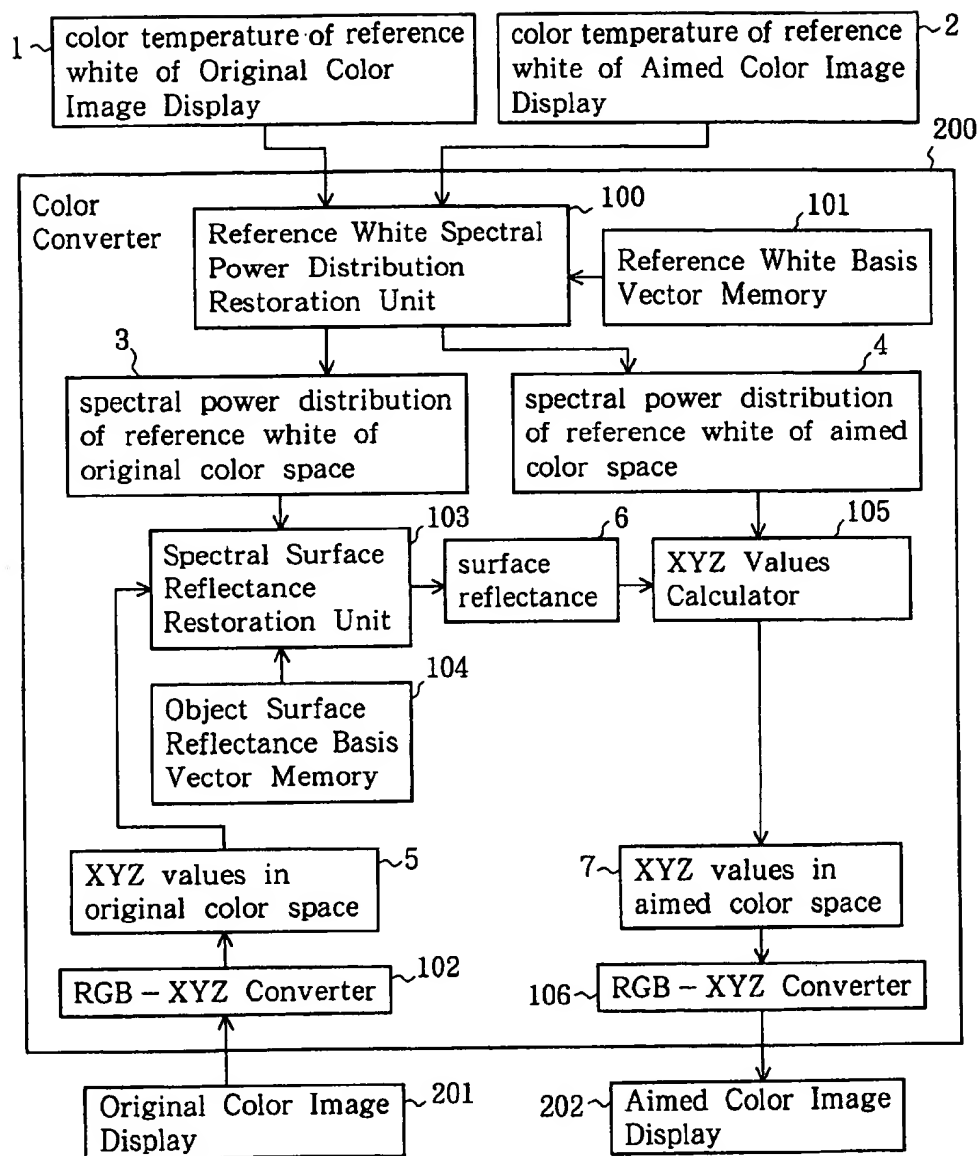 1
color temperature of reference
white of Original Color
Image Display
color temperature of reference
white of Aimed Color Image
Display
2
200
Color
Converter
100
Reference White Spectral
Power Distribution
Restoration Unit
101
Reference White Basis
Vector Memory
3
spectral power distribution
of reference white of
original color space
4
spectral power distribution
of reference white of aimed
color space
103
Spectral Surface
Reflectance
Restoration Unit
6
surface
reflectance
105
XYZ Values
Calculator
104
Object Surface
Reflectance Basis
Vector Memory
5
XYZ values in
original color space
7
XYZ values in
aimed color space
102
RGB - XYZ Converter
106
RGB - XYZ Converter
Original Color Image
Display
201
202
Aimed Color Image
Display